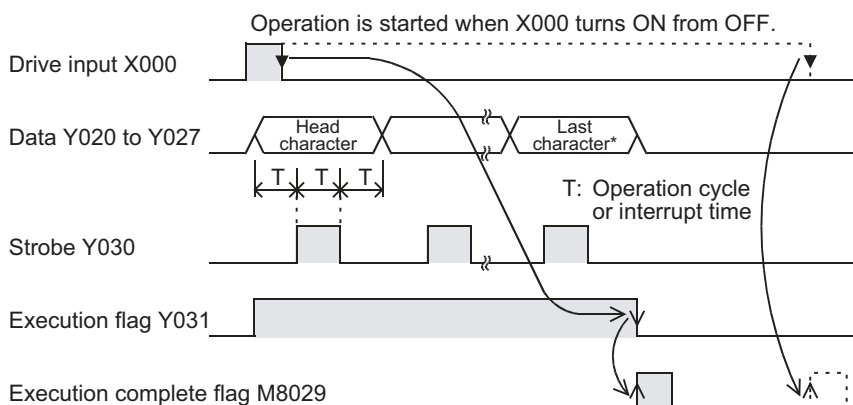 Operation is started when X000 turns ON from OFF.
Drive input X000
Data Y020 to Y027
Head
character
Last
character*
T T T
T: Operation cycle
or interrupt time
Strobe Y030
Execution flag Y031
Execution complete flag M8029